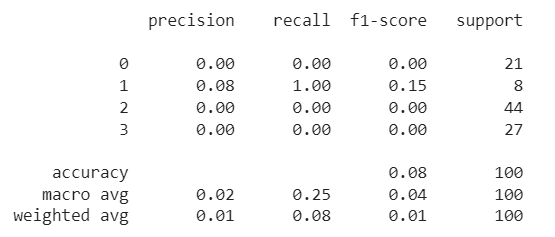 precision recall f1-score support
0 0.00 0.00 0.00 21
1 0.08 1.00 0.15 8
2 0.00 0.00 0.00 44
3 0.00 0.00 0.00 27
accuracy 0.08 100
macro avg 0.02 0.25 0.04 100
weighted avg 0.01 0.08 0.01 100